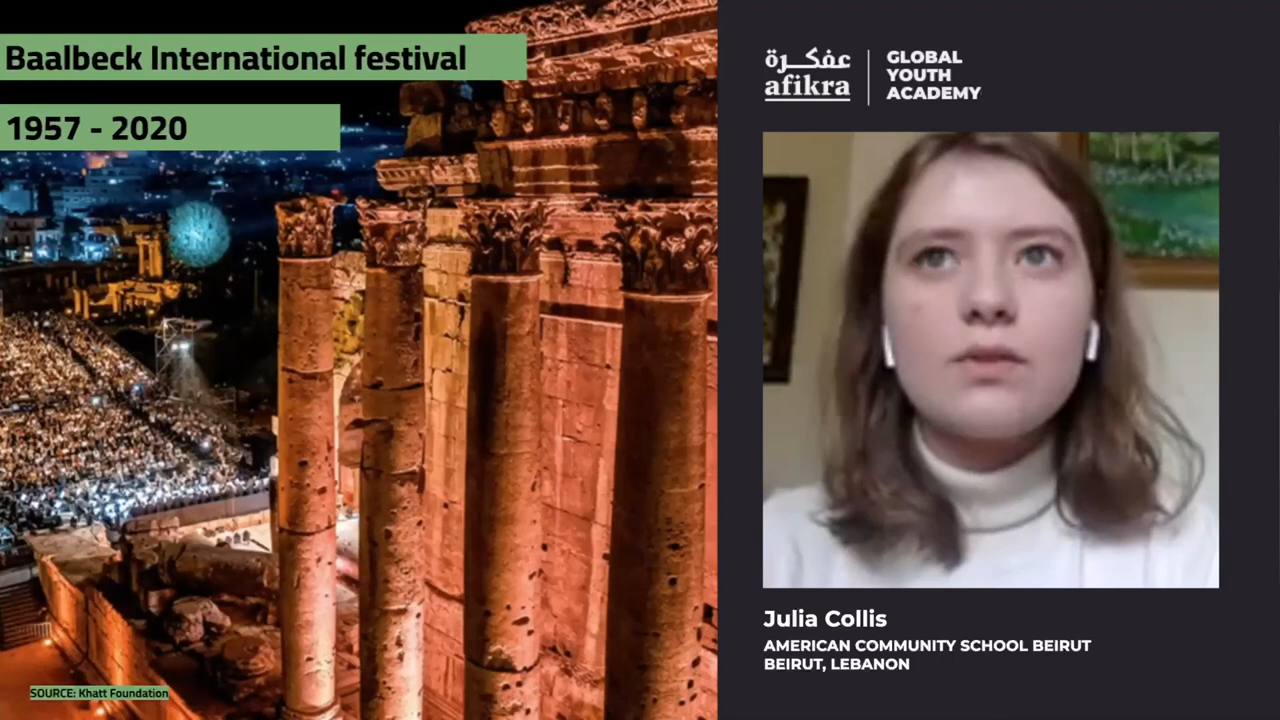 Baalbeck International festival
1957 - 2020
SOURCE: Khatt Foundation
عفكرة
afikra
GLOBAL
YOUTH
ACADEMY
Julia Collis
AMERICAN COMMUNITY SCHOOL BEIRUT
BEIRUT, LEBANON